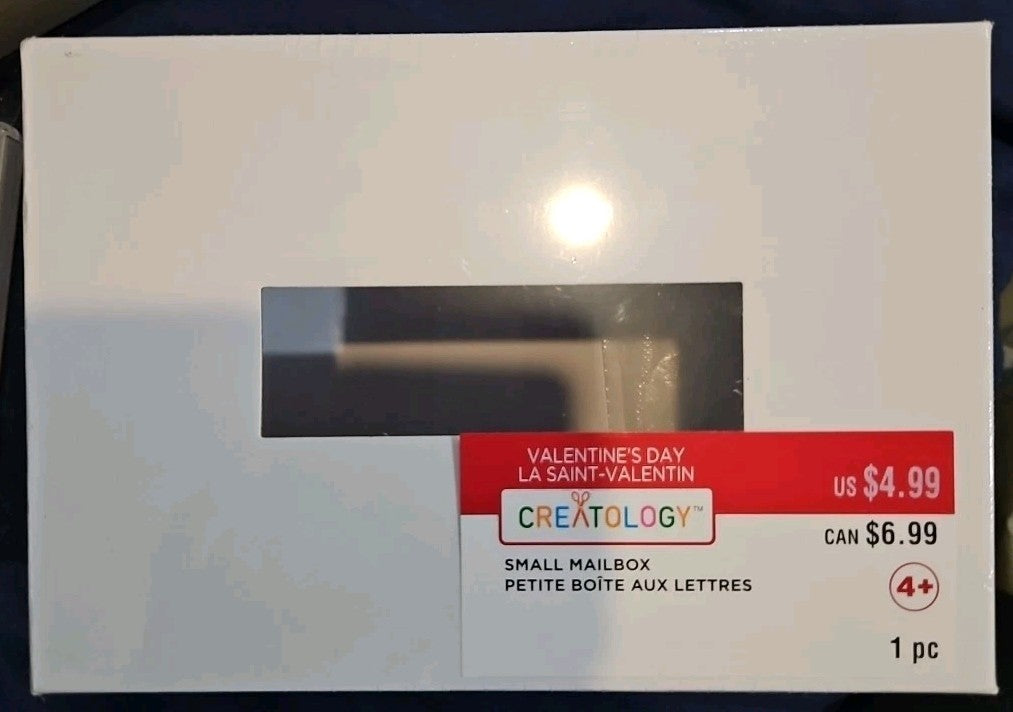 VALENTINE'S DAY
LA SAINT-VALENTIN
US $4.99
CREATOLOGY™
CAN $6.99
SMALL MAILBOX
PETITE BOÎTE AUX LETTRES
4+
1 pc